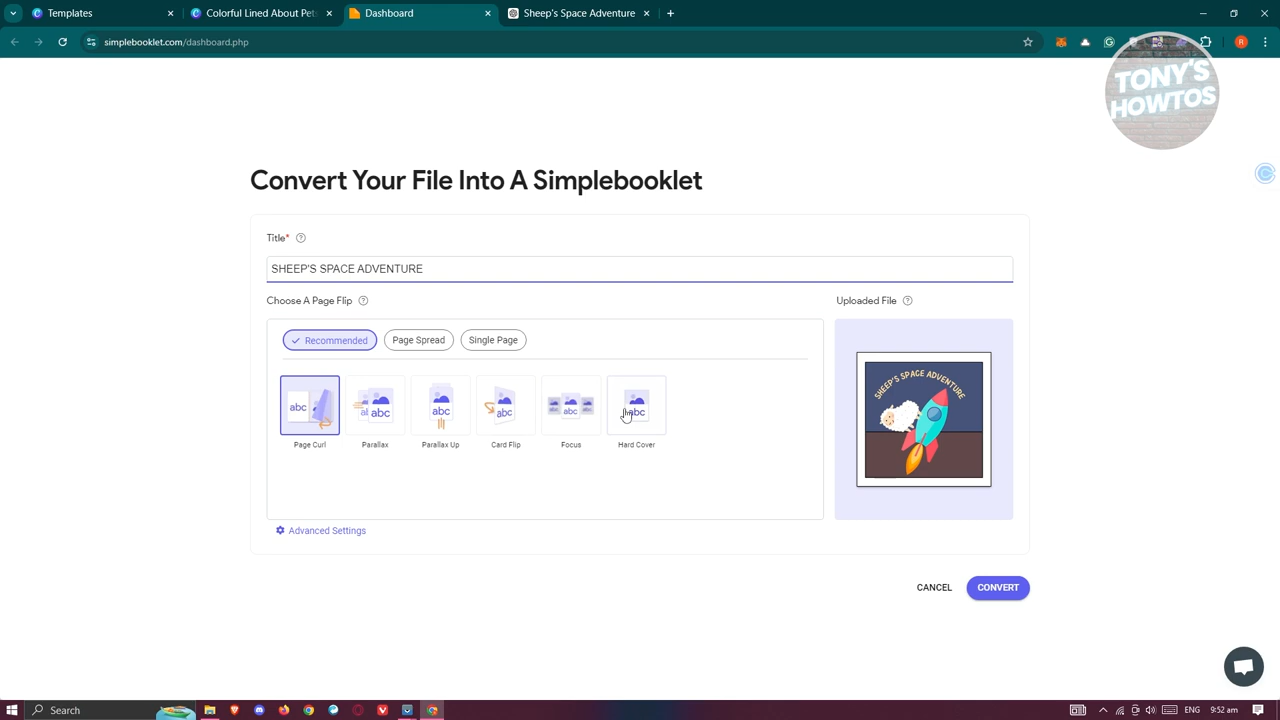 Templates
Colorful Lined About Pets
Dashboard
Sheep's Space Adventure
simplebooklet.com/dashboard.php
R
TONY'S
HOWTOS
Convert Your File Into A Simplebooklet
Title*
SHEEP'S SPACE ADVENTURE
Choose A Page Flip
Uploaded File
Recommended
Page Spread
Single Page
abc
abc
abc
abc
abc
abc
Page Curl
Parallax
Parallax Up
Card Flip
Focus
Hard Cover
SHEEP'S SPACE ADVENTURE
Advanced Settings
CANCEL
CONVERT
Search
ENG
9:52 am